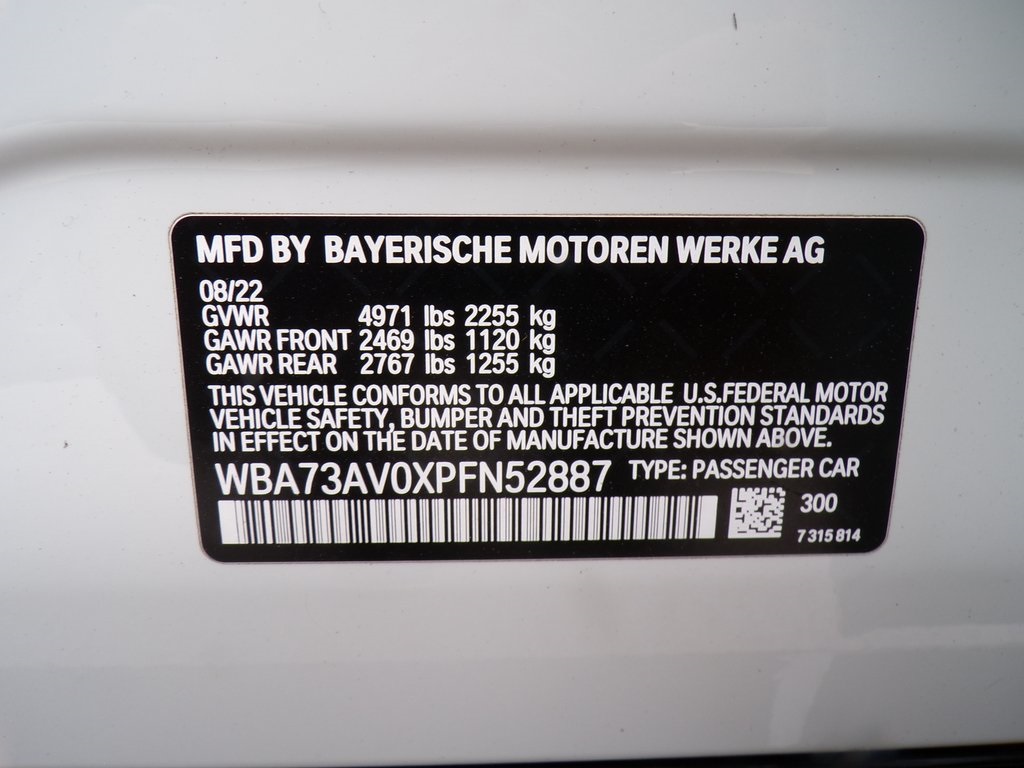 MFD BY BAYERISCHE MOTOREN WERKE AG
08/22
GVWR 4971 lbs 2255 kg
GAWR FRONT 2469 lbs 1120 kg
GAWR REAR 2767 lbs 1255 kg
THIS VEHICLE CONFORMS TO ALL APPLICABLE U.S.FEDERAL MOTOR
VEHICLE SAFETY, BUMPER AND THEFT PREVENTION STANDARDS
IN EFFECT ON THE DATE OF MANUFACTURE SHOWN ABOVE.
WBA73AV0XPFN52887 TYPE: PASSENGER CAR
300
7 315 814